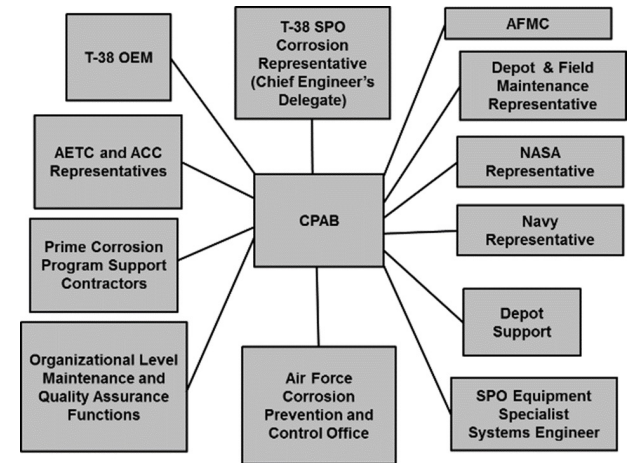 T-38 OEM
T-38 SPO
Corrosion
Representative
(Chief Engineer’s
Delegate)
AFMC
Depot & Field
Maintenance
Representative
AETC and ACC
Representatives
NASA
Representative
CPAB
Navy
Representative
Prime Corrosion
Program Support
Contractors
Depot
Support
Organizational Level
Maintenance and
Quality Assurance
Functions
Air Force
Corrosion
Prevention and
Control Office
SPO Equipment
Specialist
Systems Engineer